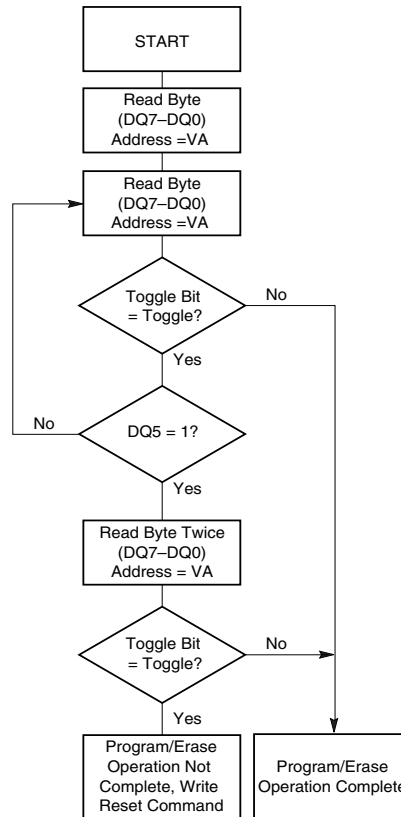 START
Read Byte
(DQ7–DQ0)
Address =VA
Read Byte
(DQ7–DQ0)
Address =VA
Toggle Bit
= Toggle?
No
Yes
No
DQ5 = 1?
Yes
Read Byte Twice
(DQ7–DQ0)
Address = VA
Toggle Bit
= Toggle?
No
Yes
Program/Erase
Operation Not
Complete, Write
Reset Command
Program/Erase
Operation Complete